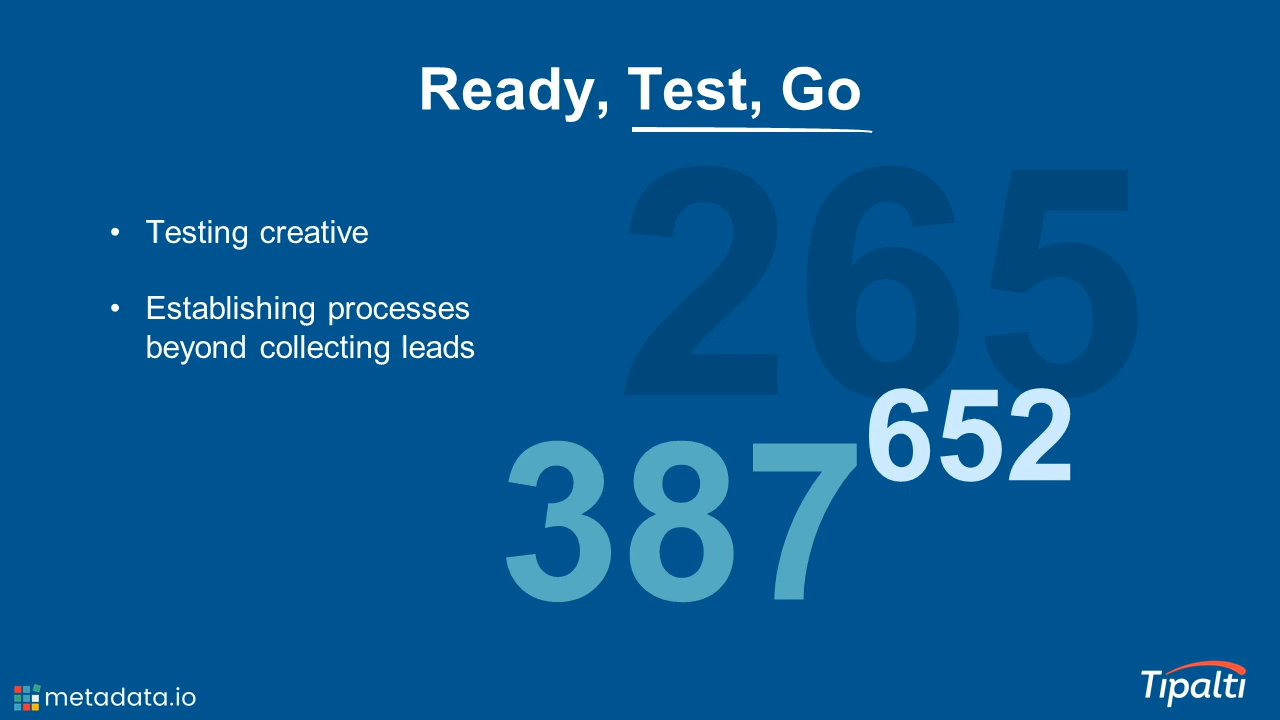 Ready, Test, Go
• Testing creative
• Establishing processes
beyond collecting leads
265
652
387
metadata.io
Tipalti